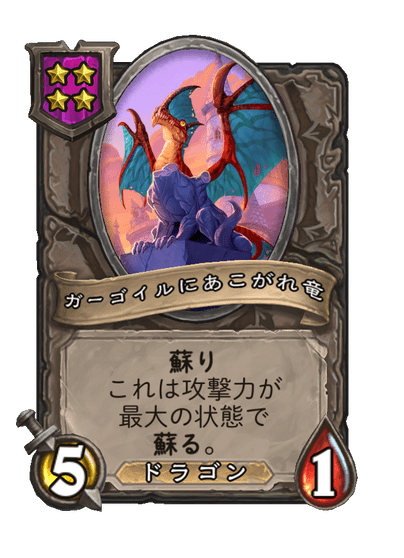 ガーゴイルにあこがれ竜
蘇り
これは攻撃力が
最大の状態で
蘇る。
ドラゴン
5
1